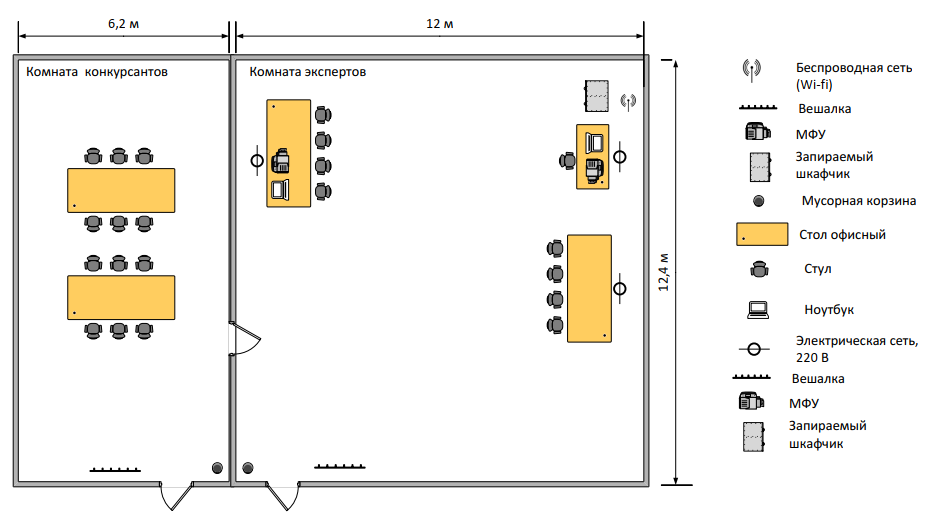 6,2 м
12 м
Комната конкурсантов
Комната экспертов
12,4 м
Беспроводная сеть
(Wi-fi)
Вешалка
МФУ
Запираемый
шкафчик
Мусорная корзина
Стол офисный
Стул
Ноутбук
Электрическая сеть,
220 В
Вешалка
МФУ
Запираемый
шкафчик